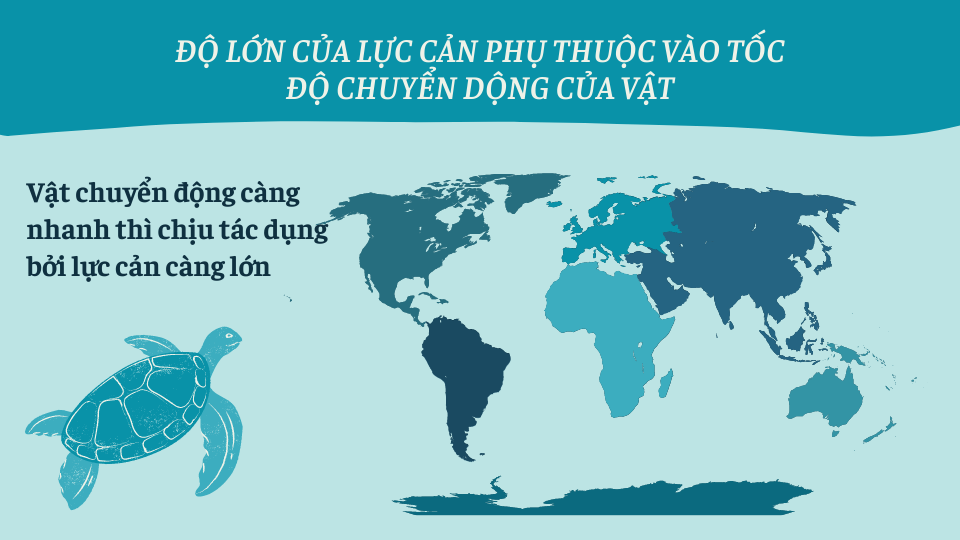 ĐỘ LỚN CỦA LỰC CẢN PHỤ THUỘC VÀO TỐC
ĐỘ CHUYỂN DỘNG CỦA VẬT
Vật chuyển động càng
nhanh thì chịu tác dụng
bởi lực cản càng lớn